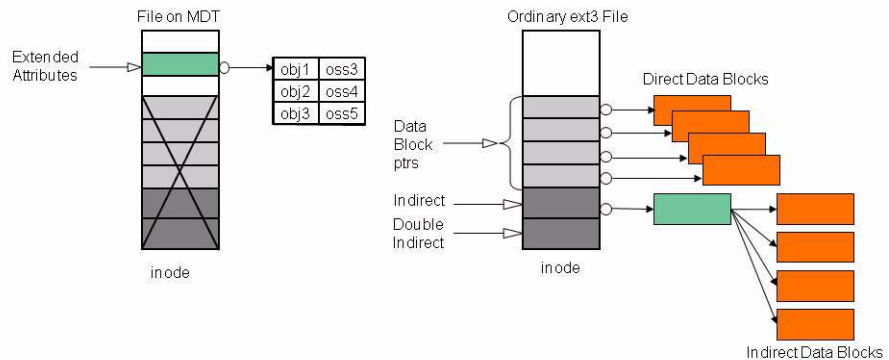 File on MDT
Extended
Attributes
obj1 oss3
obj2 oss4
obj3 oss5
inode
Ordinary ext3 File
Direct Data Blocks
Data
Block
ptrs
Indirect
Double
Indirect
inode
Indirect Data Blocks